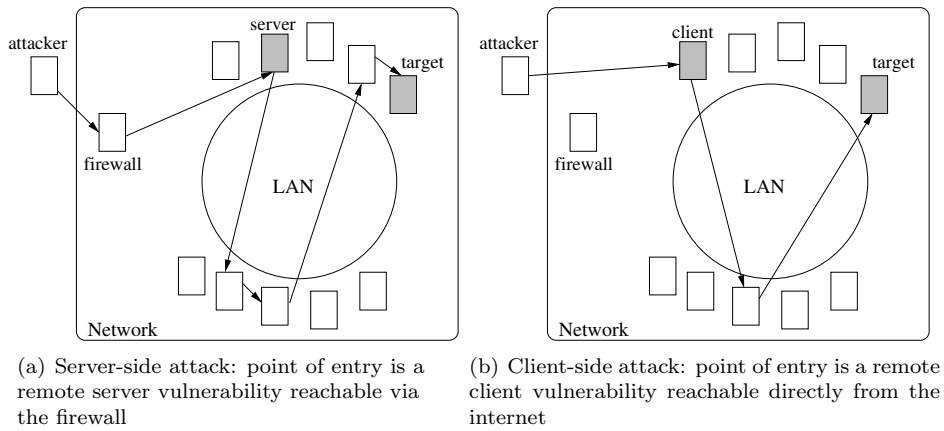 attacker
server
target
firewall
LAN
Network
(a) Server-side attack: point of entry is a
remote server vulnerability reachable via
the firewall
attacker
client
target
firewall
LAN
Network
(b) Client-side attack: point of entry is a remote
client vulnerability reachable directly from the
internet